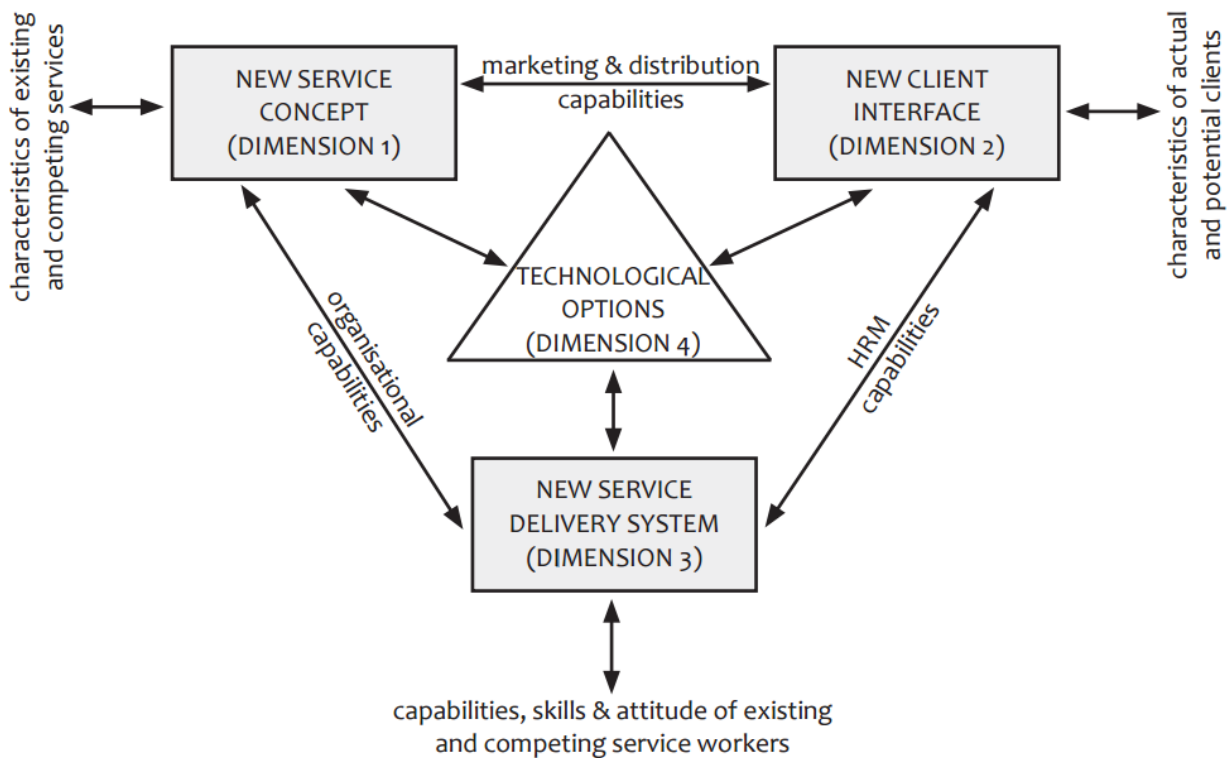 characteristics of existing
and competing services
NEW SERVICE
CONCEPT
(DIMENSION 1)
marketing & distribution
capabilities
NEW CLIENT
INTERFACE
(DIMENSION 2)
characteristics of actual
and potential clients
TECHNOLOGICAL
OPTIONS
(DIMENSION 4)
organisational
capabilities
HRM
capabilities
NEW SERVICE
DELIVERY SYSTEM
(DIMENSION 3)
capabilities, skills & attitude of existing
and competing service workers